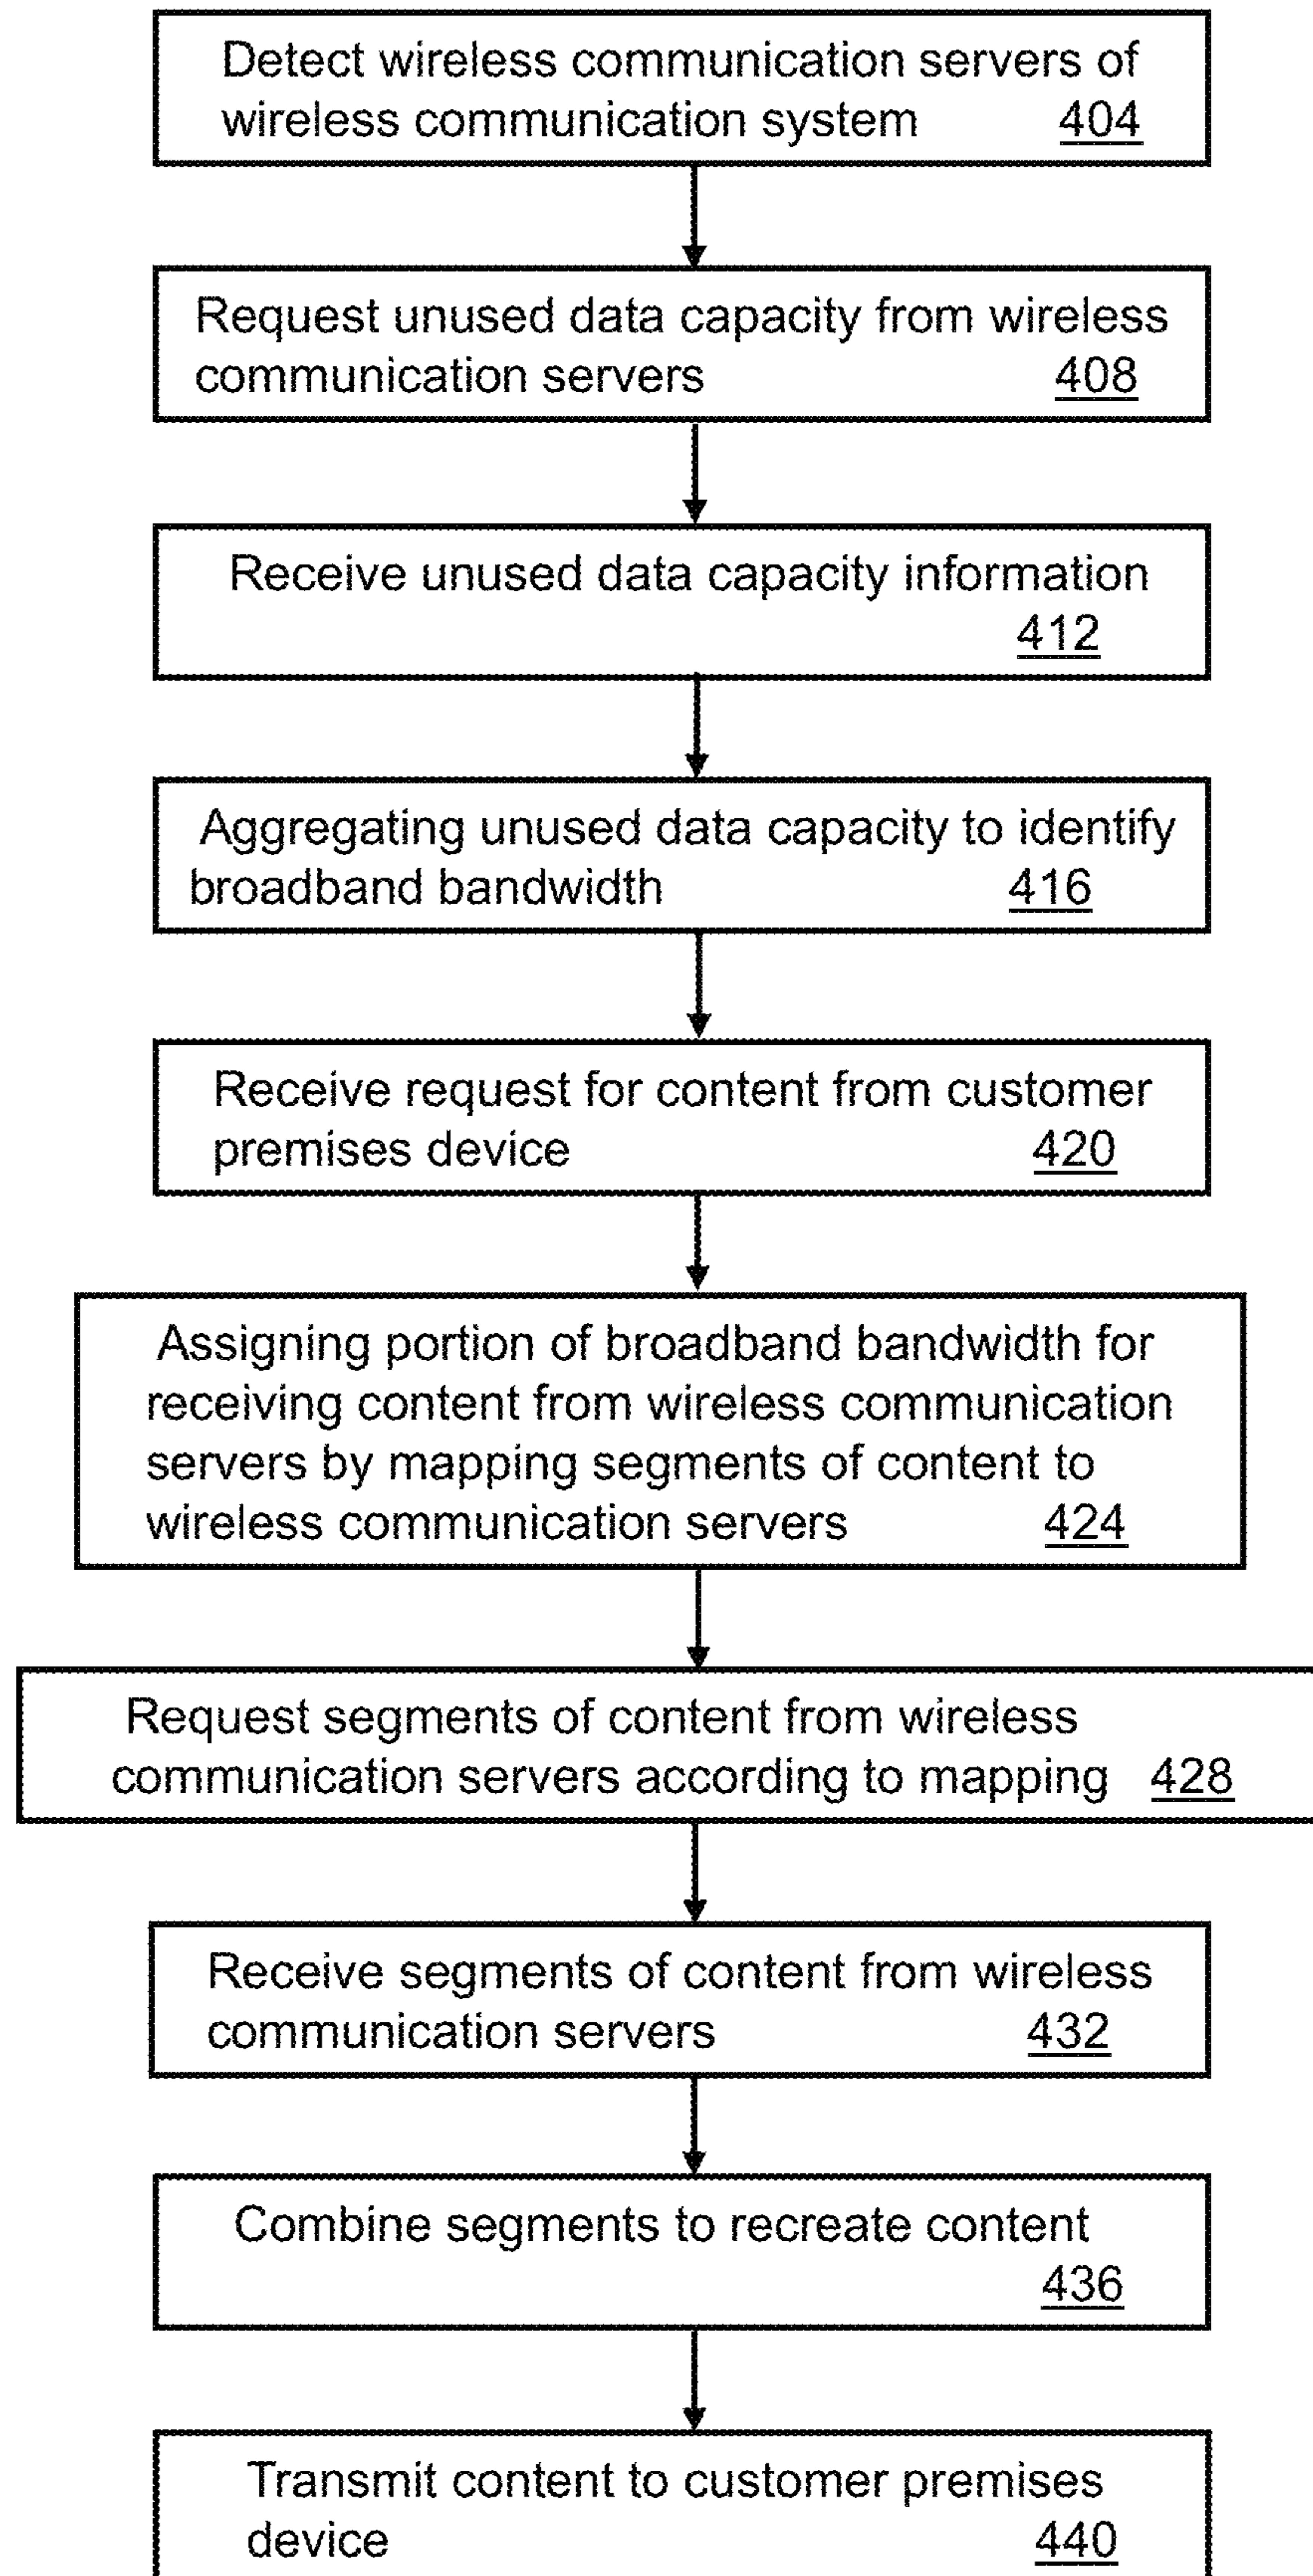 Detect wireless communication servers of
wireless communication system 404
Request unused data capacity from wireless
communication servers 408
Receive unused data capacity information
412
Aggregating unused data capacity to identify
broadband bandwidth 416
Receive request for content from customer
premises device 420
Assigning portion of broadband bandwidth for
receiving content from wireless communication
servers by mapping segments of content to
wireless communication servers 424
Request segments of content from wireless
communication servers according to mapping 428
Receive segments of content from wireless
communication servers 432
Combine segments to recreate content
436
Transmit content to customer premises
device 440